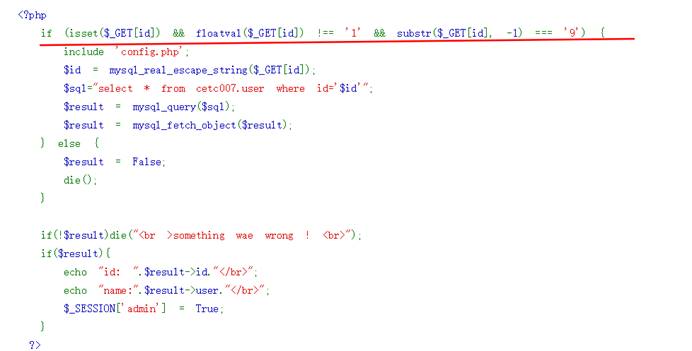 <?php
if (isset($_GET[id]) && floatval($_GET[id]) !== '1' && substr($_GET[id], -1) === '9') {
include 'config.php';
$id = mysql_real_escape_string($_GET[id]);
$sql="select * from cetc007.user where id='$id'";
$result = mysql_query($sql);
$result = mysql_fetch_object($result);
} else {
$result = False;
die();
}
if(!$result)die("<br >something wae wrong ! <br>");
if($result){
echo "id: ".$result->id."</br>";
echo "name:".$result->user."</br>";
$_SESSION['admin'] = True;
}
?>